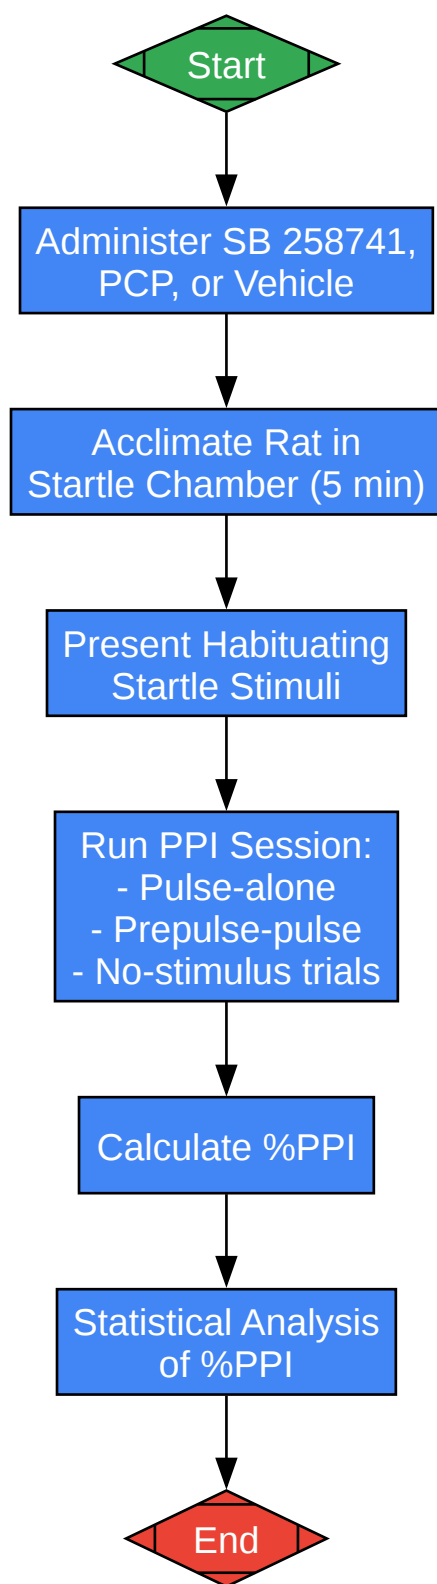 Start
Administer SB 258741,
PCP, or Vehicle
Acclimate Rat in
Startle Chamber (5 min)
Present Habituating
Startle Stimuli
Run PPI Session:
- Pulse-alone
- Prepulse-pulse
- No-stimulus trials
Calculate %PPI
Statistical Analysis
of %PPI
End